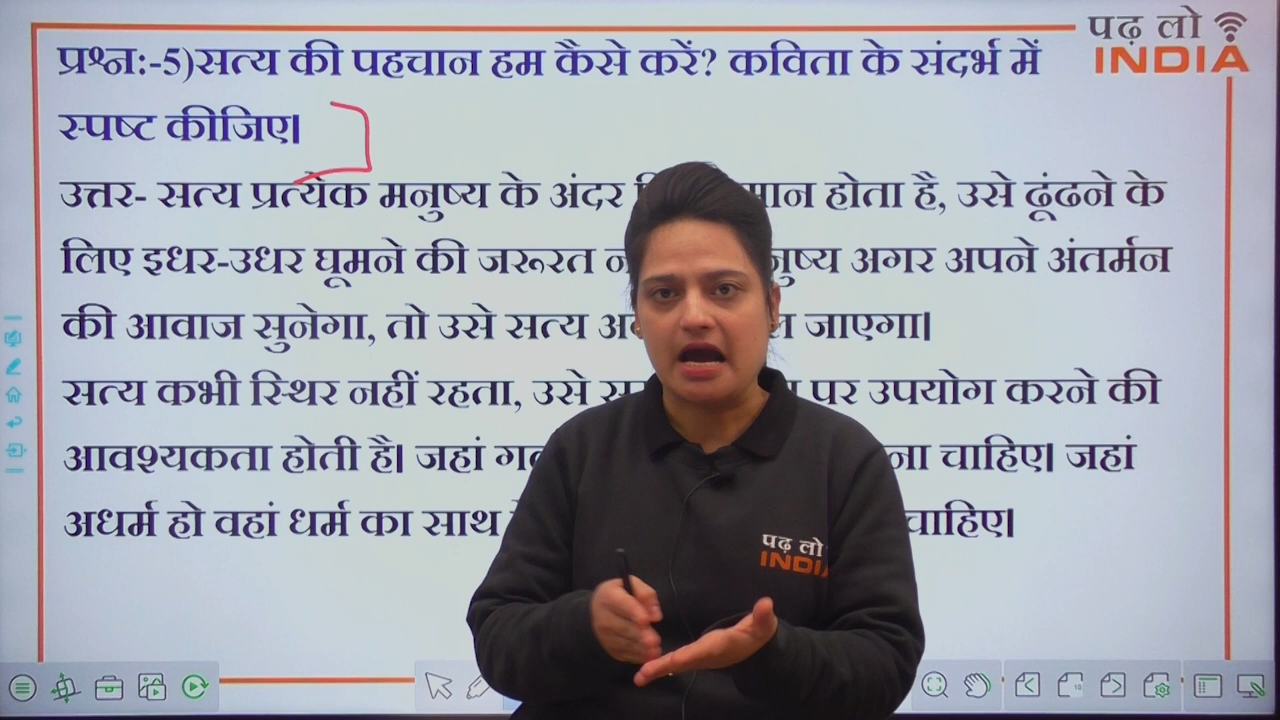 पढ़ लो
INDIA
प्रश्न:-5)सत्य की पहचान हम कैसे करें? कविता के संदर्भ में
स्पष्ट कीजिए।
उत्तर- सत्य प्रत्येक मनुष्य के अंदर होता है, उसे ढूंढने के
लिए इधर-उधर घूमने की जरूरत अगर अपने अंतर्मन
की आवाज सुनेगा, तो उसे सत्य जाएगा।
सत्य कभी स्थिर नहीं रहता, उसे पर उपयोग करने की
आवश्यकता होती है। जहां चाहिए। जहां
अधर्म हो वहां धर्म का साथ चाहिए।
पढ़ लो
INDIA